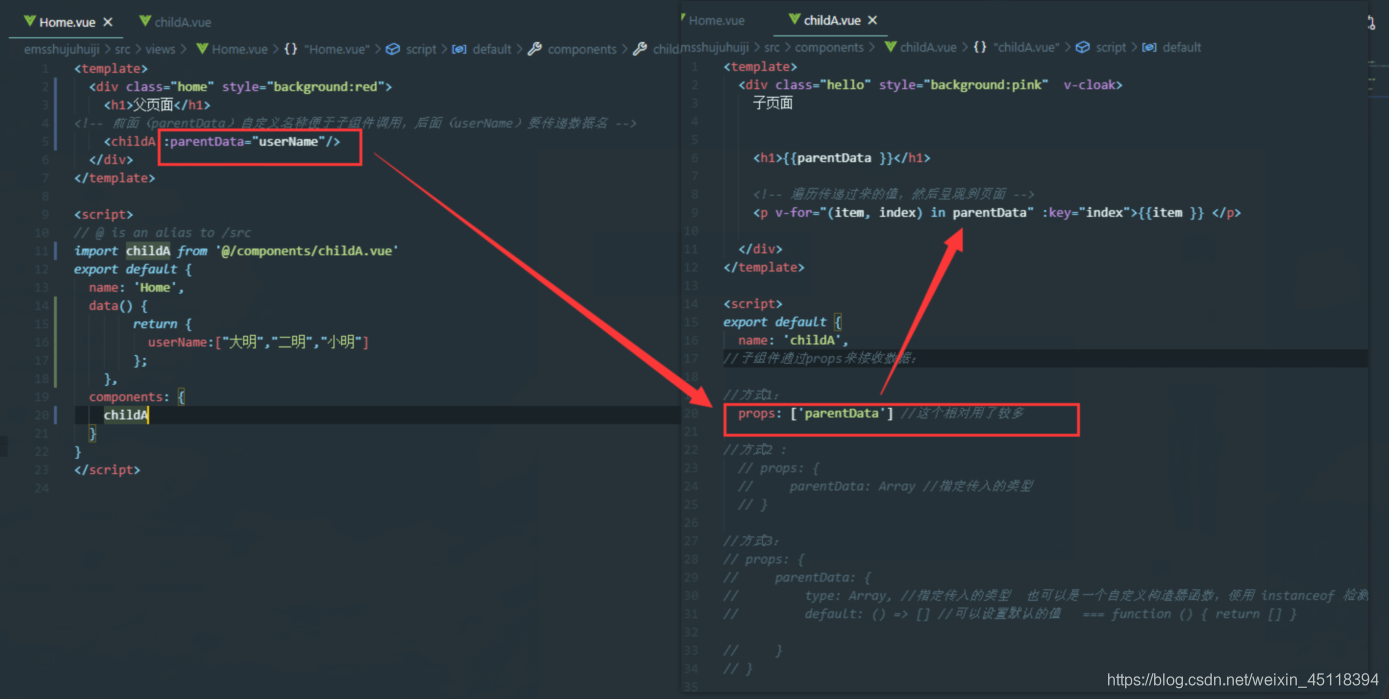 Home.vue
childA.vue
emsshujuhuiji > src > views > Home.vue > {} "Home.vue" > script > default > components > child
1 <template>
2 <div class="home" style="background:red">
3 <h1>父页面</h1>
4 <!-- 前面（parentData）自定义名称便于子组件调用，后面（userName）要传递数据名 -->
5 <childA :parentData="userName"/>
6 </div>
7 </template>
8
9 <script>
10 // @ is an alias to /src
11 import childA from '@/components/childA.vue'
12 export default {
13 name: 'Home',
14 data() {
15 return {
16 userName:["大明","二明","小明"]
17 };
18 },
19 components: {
20 childA
21 }
22 }
23 </script>
24
Home.vue
childA.vue
msshujuhuiji > src > components > childA.vue > {} "childA.vue" > script > default
1 <template>
2 <div class="hello" style="background:pink" v-cloak>
3 子页面
4
5
6 <h1>{{parentData }}</h1>
7
8 <!-- 遍历传递过来的值，然后呈现到页面 -->
9 <p v-for="(item, index) in parentData" :key="index">{{item }} </p>
10
11 </div>
12 </template>
13
14 <script>
15 export default {
16 name: 'childA',
17 //子组件通过props来接收数据：
18
19 //方式1：
20 props: ['parentData'] //这个相对用了较多
21
22 //方式2 ：
23 // props: {
24 // parentData: Array //指定传入的类型
25 // }
26
27 //方式3：
28 // props: {
29 // parentData: {
30 // type: Array, //指定传入的类型 也可以是一个自定义构造器函数，使用 instanceof 检测
31 // default: () => [] //可以设置默认的值 === function () { return [] }
32
33 // }
34 // }
35
https://blog.csdn.net/weixin_45118394